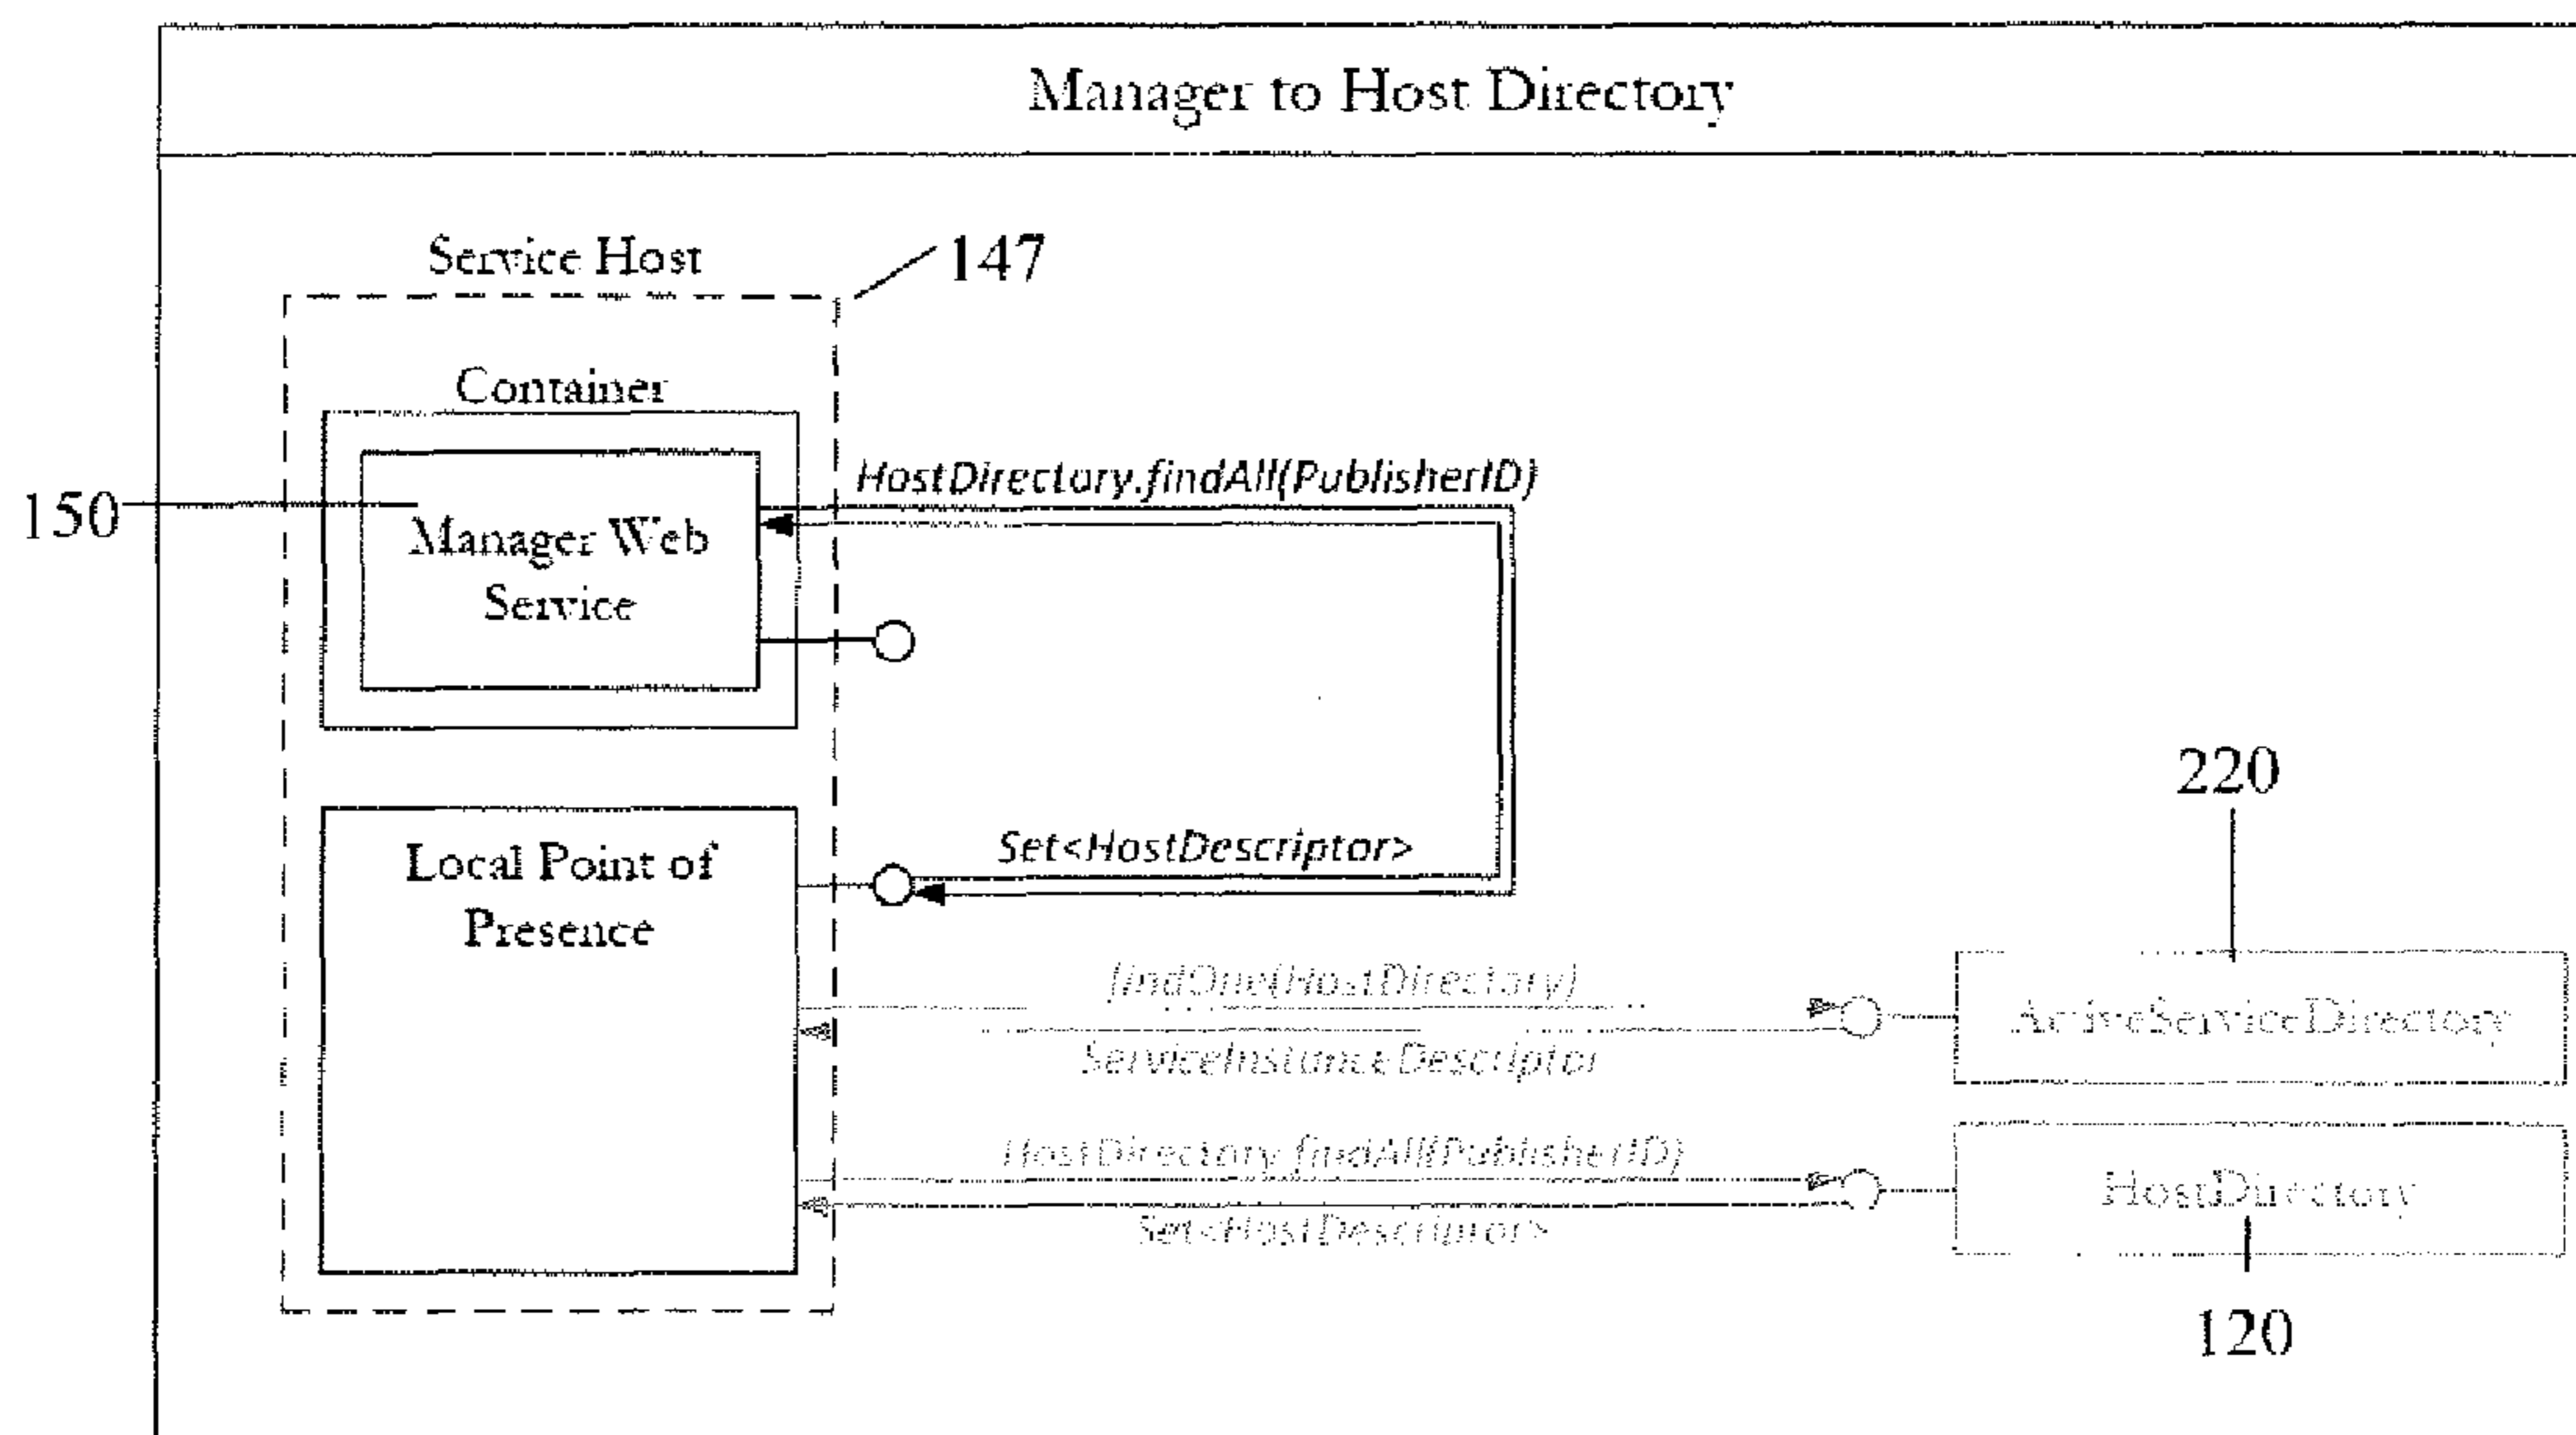 Manager to Host Directory
Service Host
147
Container
HostDirectory.findAll(PublisherID)
150
Manager Web
Service
220
Set<HostDescriptor>
Local Point of
Presence
findOne(HostDirectory)
ActiveServiceDirectory
ServiceInstanceDescriptor
HostDirectory.findAll(PublisherID)
HostDirectory
Set<HostDescriptor>
120